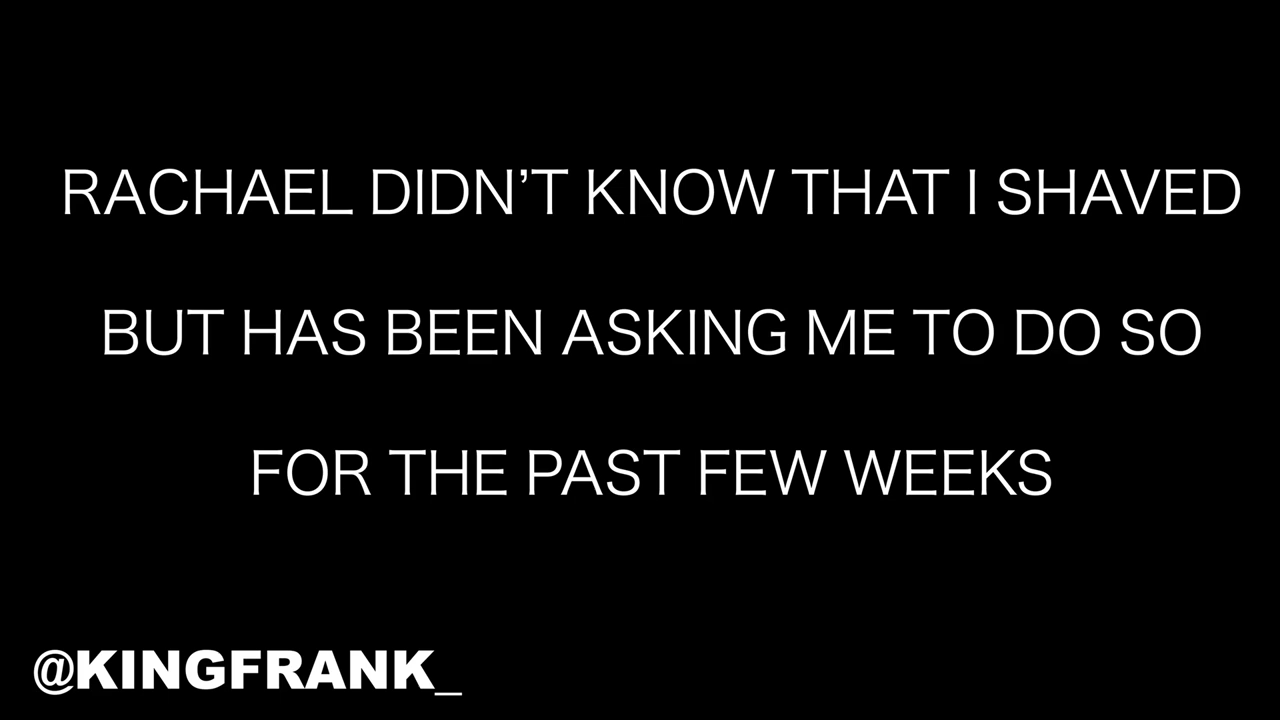 RACHAEL DIDN’T KNOW THAT I SHAVED
BUT HAS BEEN ASKING ME TO DO SO
FOR THE PAST FEW WEEKS
@KINGFRANK_